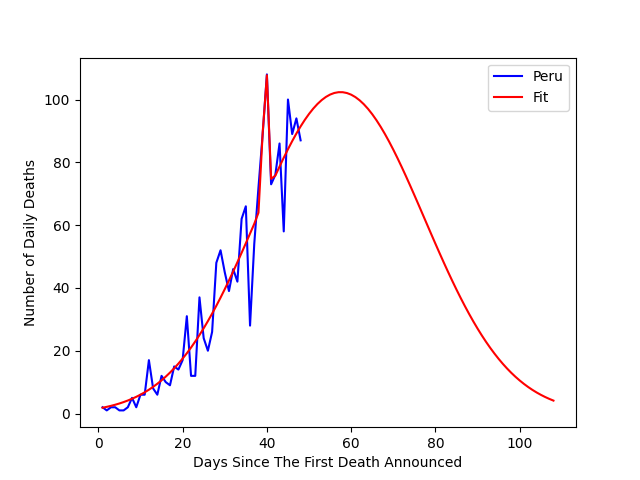 Peru
Fit
Number of Daily Deaths
100
80
60
40
20
0
0 20 40 60 80 100
Days Since The First Death Announced